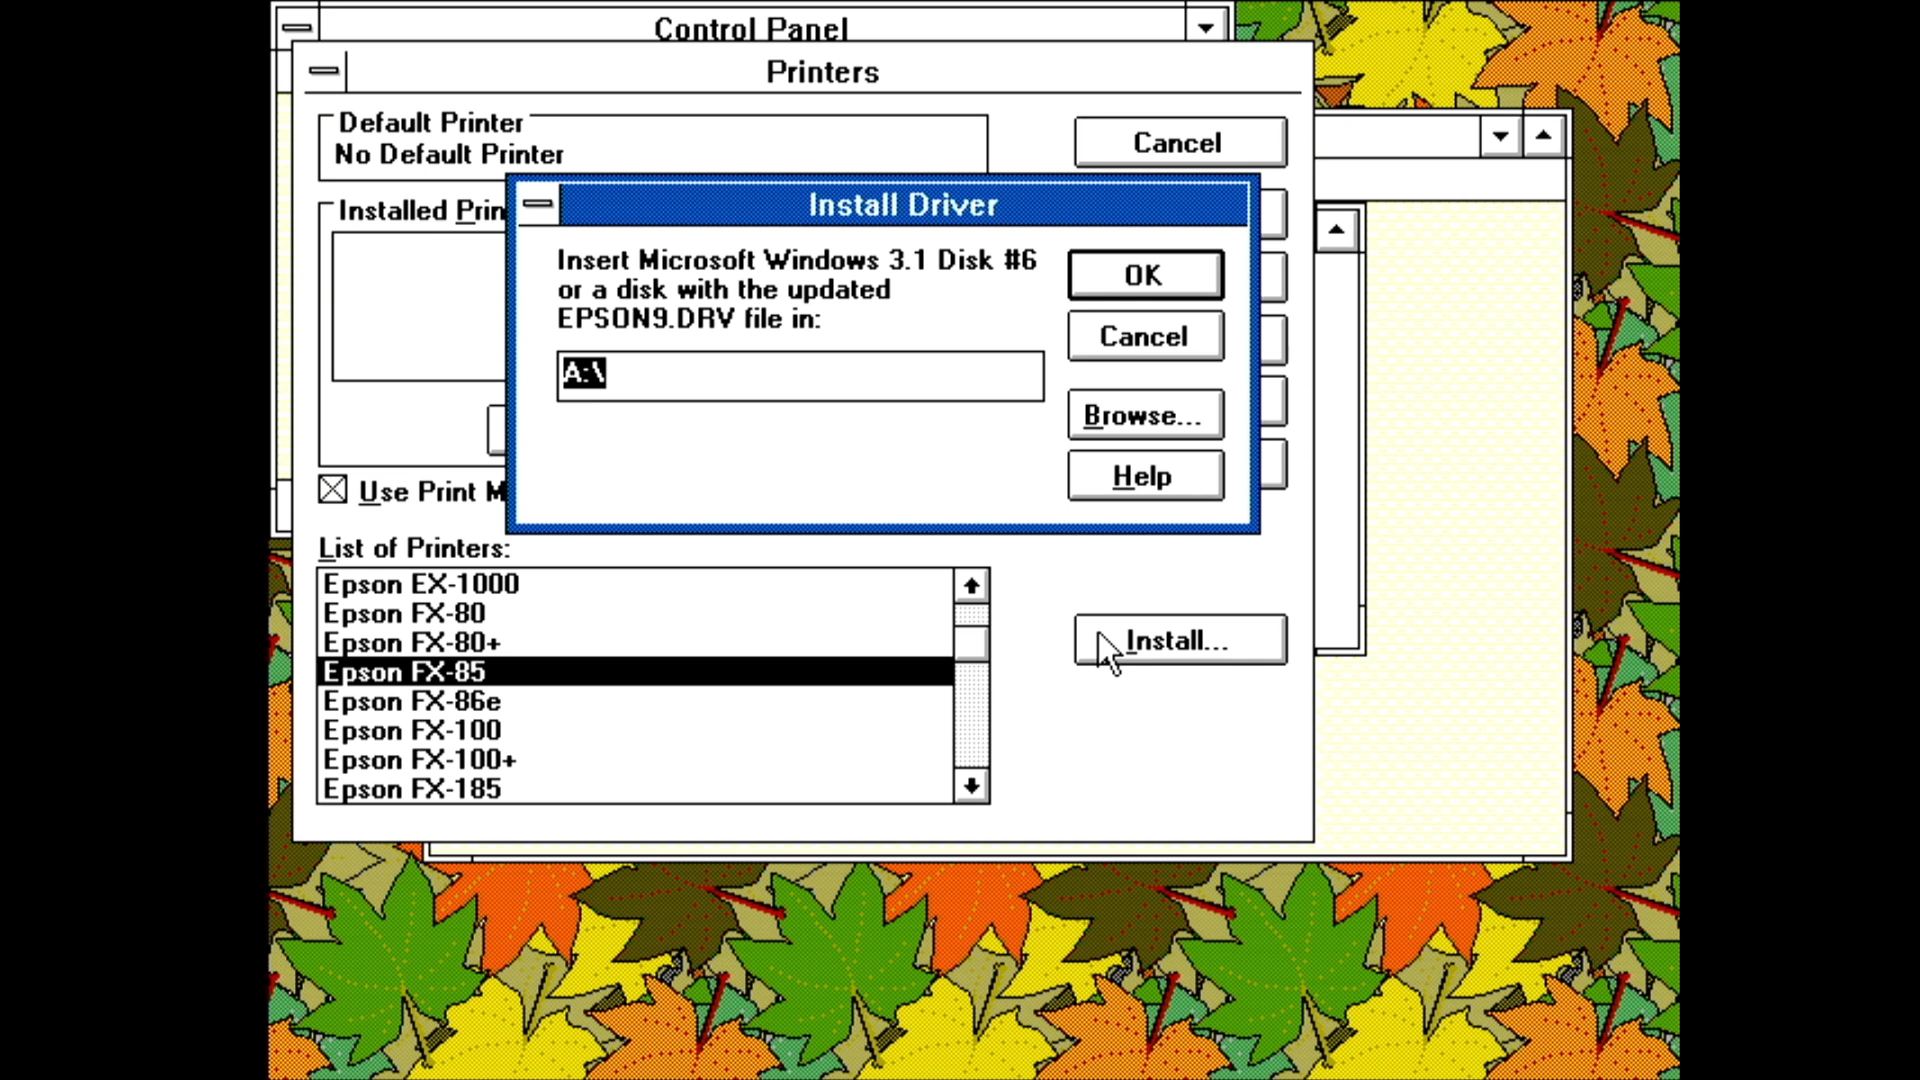 Control Panel
Printers
Default Printer
No Default Printer
Cancel
Installed Prin
Install Driver
Insert Microsoft Windows 3.1 Disk #6
or a disk with the updated
EPSON9.DRV file in:
A:\
OK
Cancel
Browse...
Help
Use Print M
List of Printers:
Epson EX-1000
Epson FX-80
Epson FX-80+
Epson FX-85
Epson FX-86e
Epson FX-100
Epson FX-100+
Epson FX-185
Install...